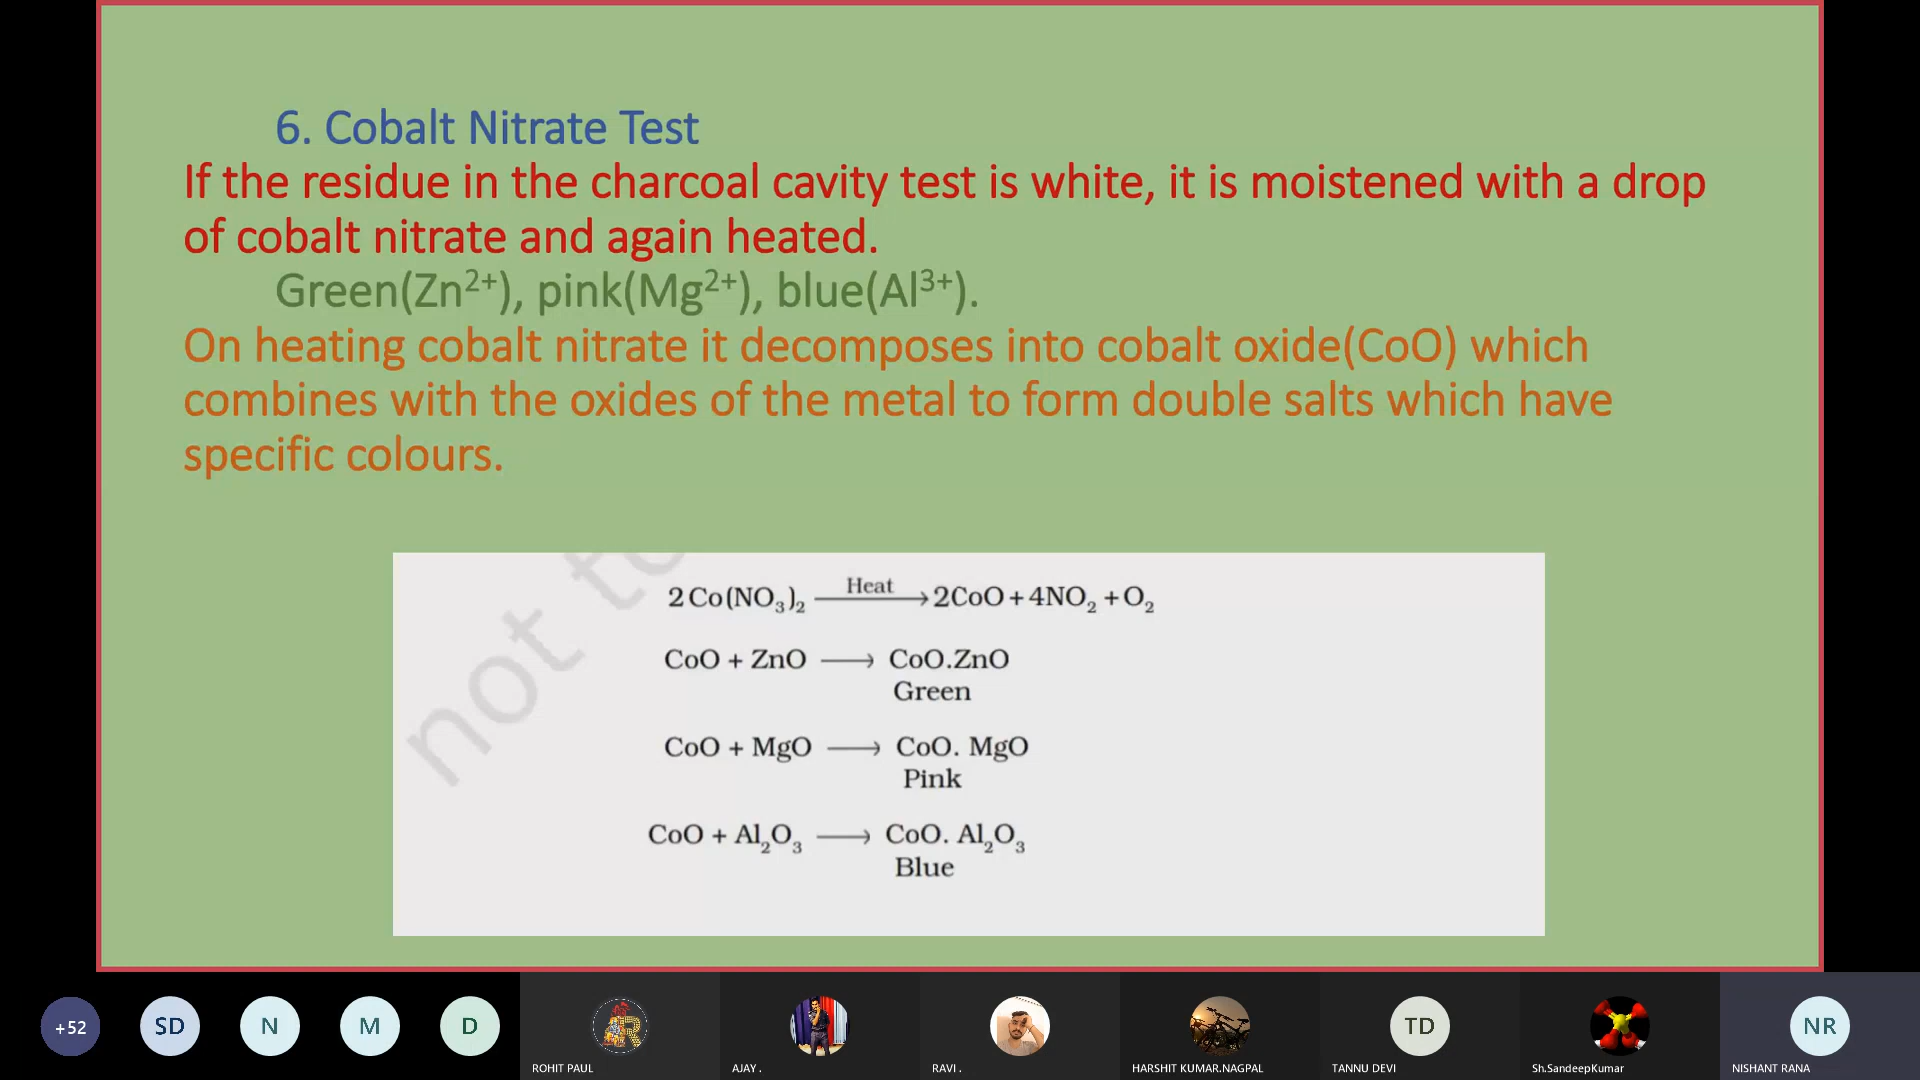 6. Cobalt Nitrate Test
If the residue in the charcoal cavity test is white, it is moistened with a drop
of cobalt nitrate and again heated.
Green(Zn²⁺), pink(Mg²⁺), blue(Al³⁺).
On heating cobalt nitrate it decomposes into cobalt oxide(CoO) which
combines with the oxides of the metal to form double salts which have
specific colours.
not to
Heat
2Co(NO₃)₂ ⟶ 2CoO + 4NO₂ + O₂
CoO + ZnO ⟶ CoO.ZnO
Green
CoO + MgO ⟶ CoO. MgO
Pink
CoO + Al₂O₃ ⟶ CoO. Al₂O₃
Blue
+52
SD
N
M
D
R
TD
NR
ROHIT PAUL
AJAY .
RAVI .
HARSHIT KUMAR.NAGPAL
TANNU DEVI
Sh.SandeepKumar
NISHANT RANA